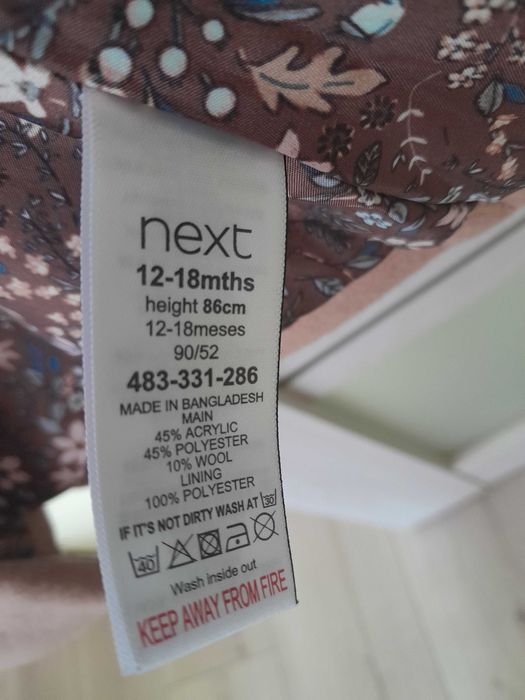 next
12-18mths
height 86cm
12-18meses
90/52
483-331-286
MADE IN BANGLADESH
MAIN
45% ACRYLIC
45% POLYESTER
10% WOOL
LINING
100% POLYESTER
IF IT'S NOT DIRTY WASH AT 30
40
Wash inside out
KEEP AWAY FROM FIRE